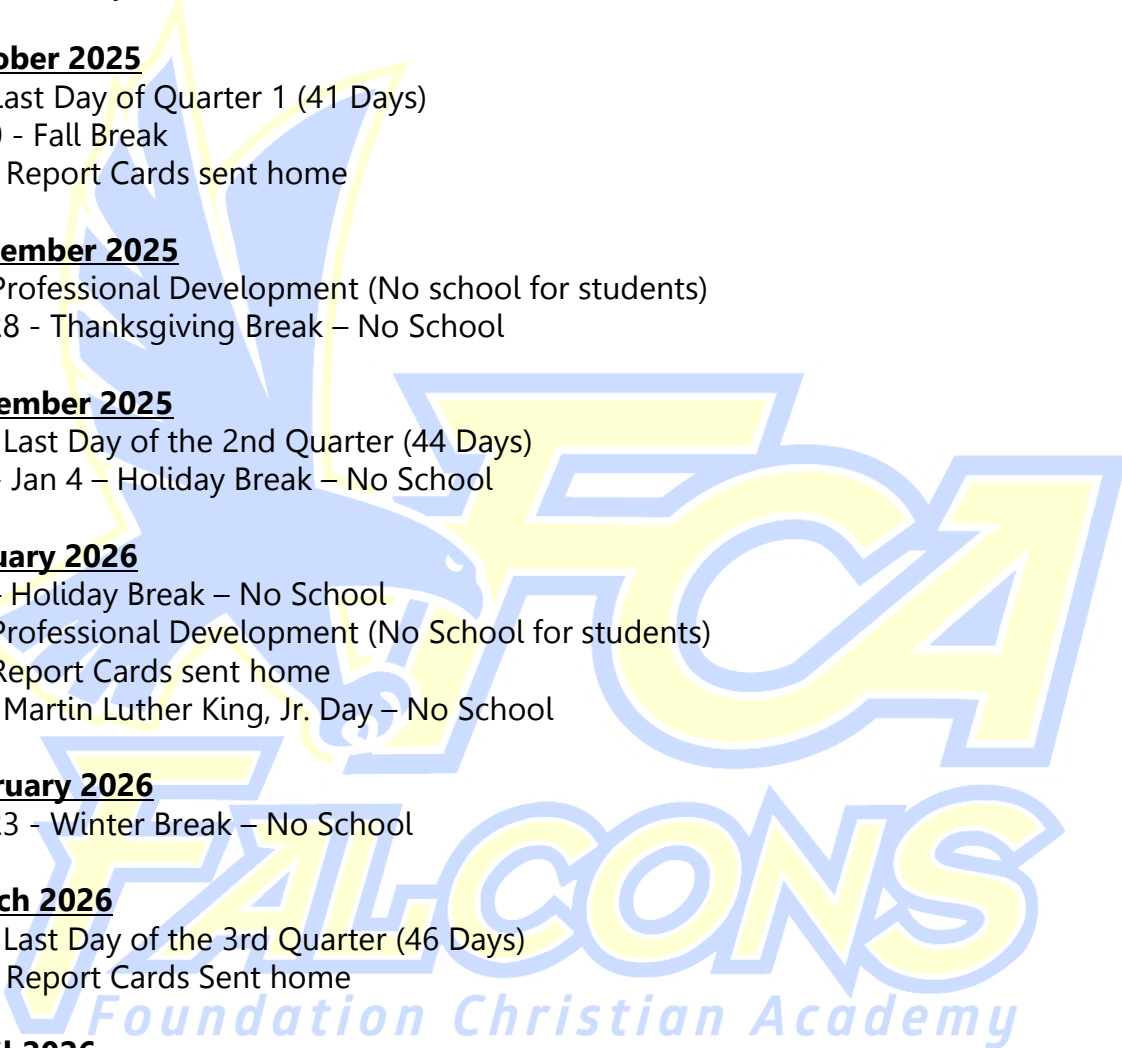 ober 2025
Last Day of Quarter 1 (41 Days)
- Fall Break
Report Cards sent home
ember 2025
Professional Development (No school for students)
28 - Thanksgiving Break – No School
ember 2025
Last Day of the 2nd Quarter (44 Days)
- Jan 4 – Holiday Break – No School
uary 2026
- Holiday Break – No School
Professional Development (No School for students)
Report Cards sent home
Martin Luther King, Jr. Day – No School
ruary 2026
23 - Winter Break – No School
ch 2026
Last Day of the 3rd Quarter (46 Days)
Report Cards Sent home
2026
FCA
FALCONS
Foundation Christian Academy